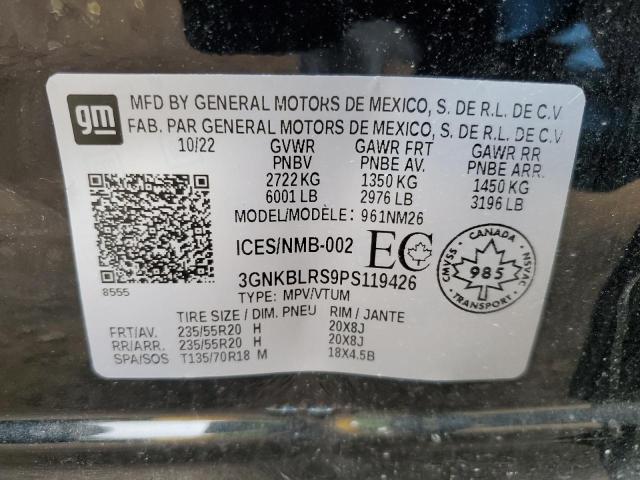 gm
MFD BY GENERAL MOTORS DE MEXICO, S. DE R.L. DE C.V
FAB. PAR GENERAL MOTORS DE MEXICO, S. DE R.L. DE C.V
10/22 GVWR GAWR FRT GAWR RR
PNBV PNBE AV. PNBE ARR.
2722 KG 1350 KG 1450 KG
6001 LB 2976 LB 3196 LB
MODEL/MODÈLE: 961NM26
ICES/NMB-002 EC
CANADA
CMVSS 985 NSVAC
TRANSPORT
8555
3GNKBLRS9PS119426
TYPE: MPV/VTUM
TIRE SIZE / DIM. PNEU RIM / JANTE
FRT/AV. 235/55R20 H 20X8J
RR/ARR. 235/55R20 H 20X8J
SPA/SOS T135/70R18 M 18X4.5B